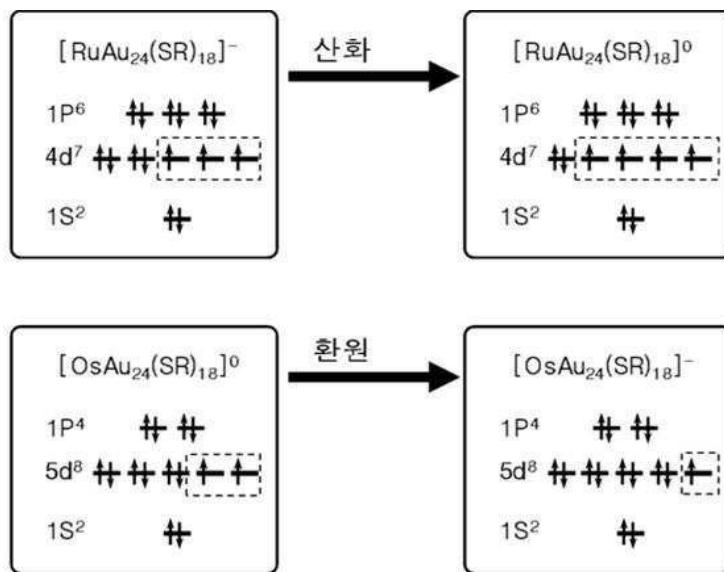 [RuAu₂₄(SR)₁₈]⁻
1P⁶
4d⁷
1S²
산화
[RuAu₂₄(SR)₁₈]⁰
1P⁶
4d⁷
1S²
[OsAu₂₄(SR)₁₈]⁰
1P⁴
5d⁸
1S²
환원
[OsAu₂₄(SR)₁₈]⁻
1P⁴
5d⁸
1S²